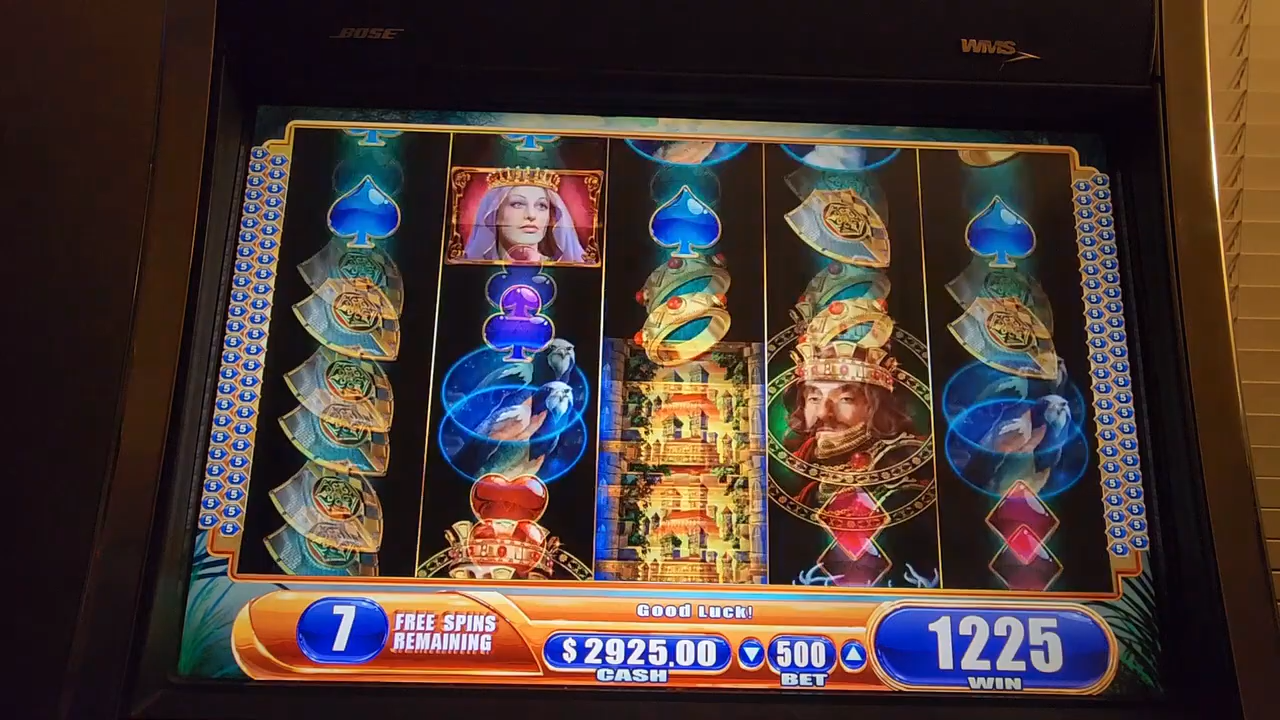 BOSE
WMS
Good Luck!
7
FREE SPINS
REMAINING
$2925.00
CASH
500
BET
1225
WIN